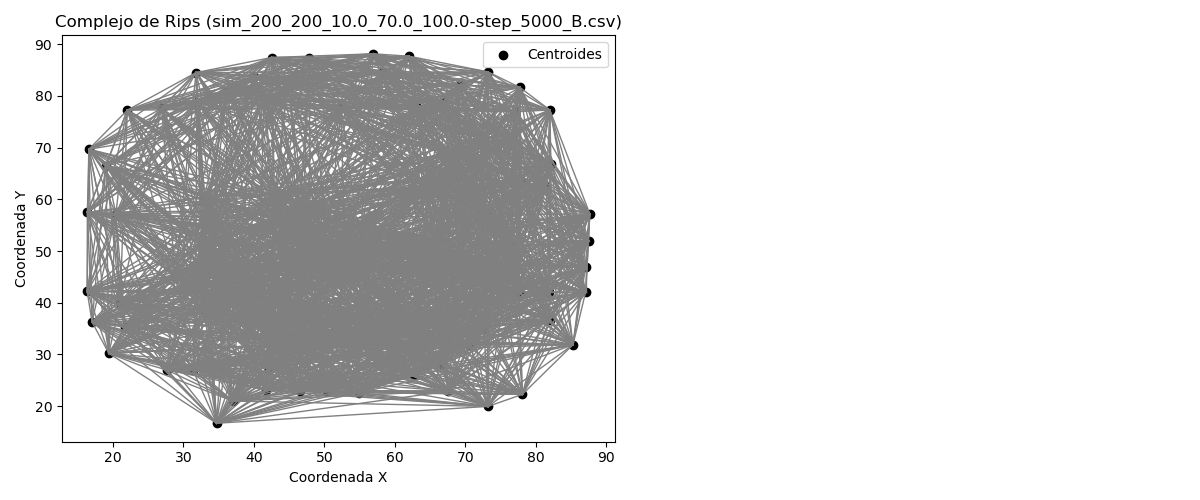 Complejo de Rips (sim_200_200_10.0_70.0_100.0-step_5000_B.csv)
Centroides
90
80
70
60
50
40
30
20
Coordenada Y
20 30 40 50 60 70 80 90
Coordenada X